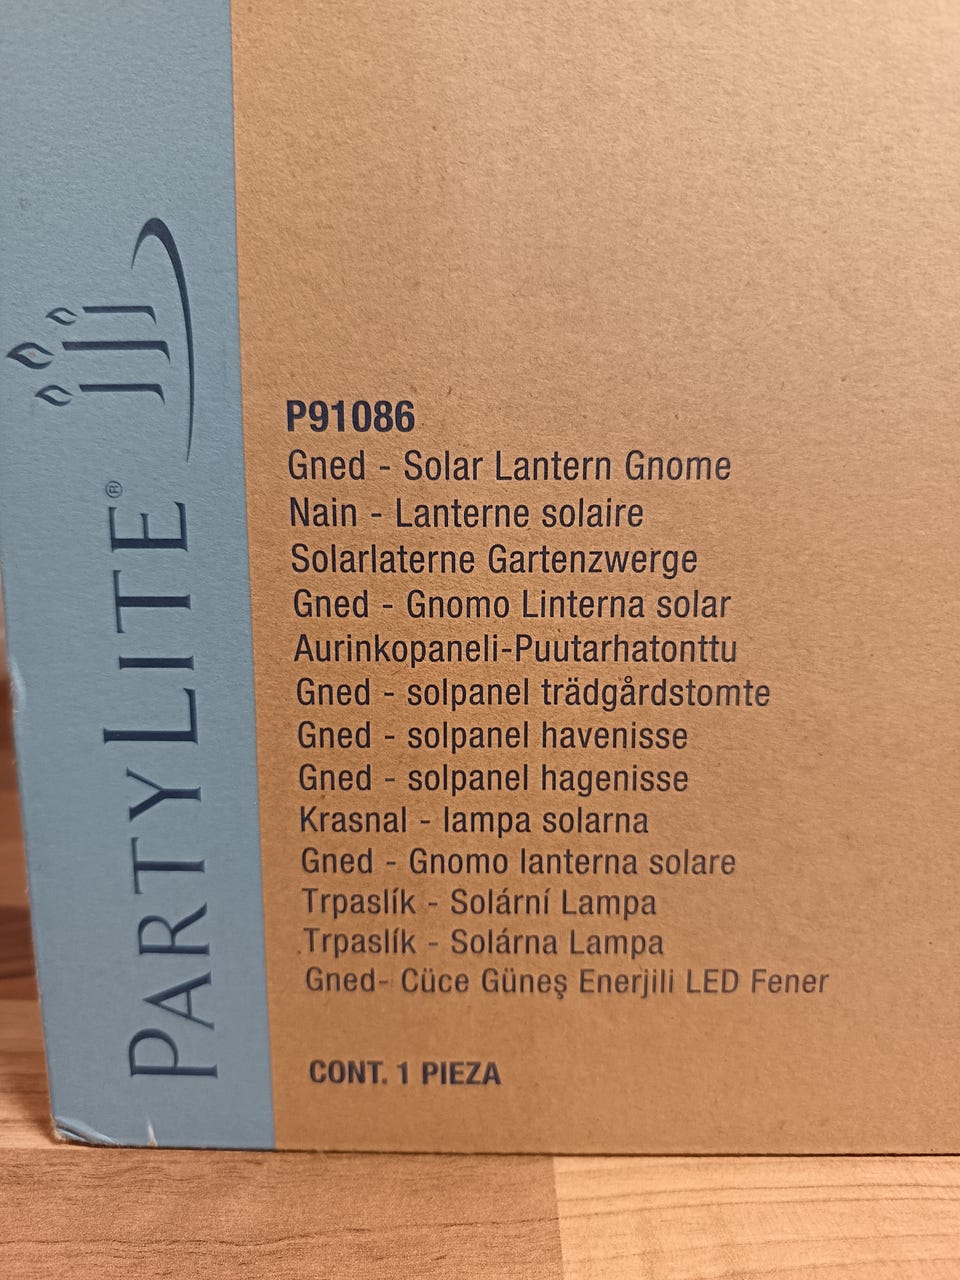 PARTYLITE®
P91086
Gned - Solar Lantern Gnome
Nain - Lanterne solaire
Solarlaterne Gartenzwerge
Gned - Gnomo Linterna solar
Aurinkopaneli-Puutarhatonttu
Gned - solpanel trädgårdstomte
Gned - solpanel havenisse
Gned - solpanel hagenisse
Krasnal - lampa solarna
Gned - Gnomo lanterna solare
Trpaslík - Solární Lampa
Trpaslík - Solárna Lampa
Gned- Cüce Güneş Enerjili LED Fener
CONT. 1 PIEZA